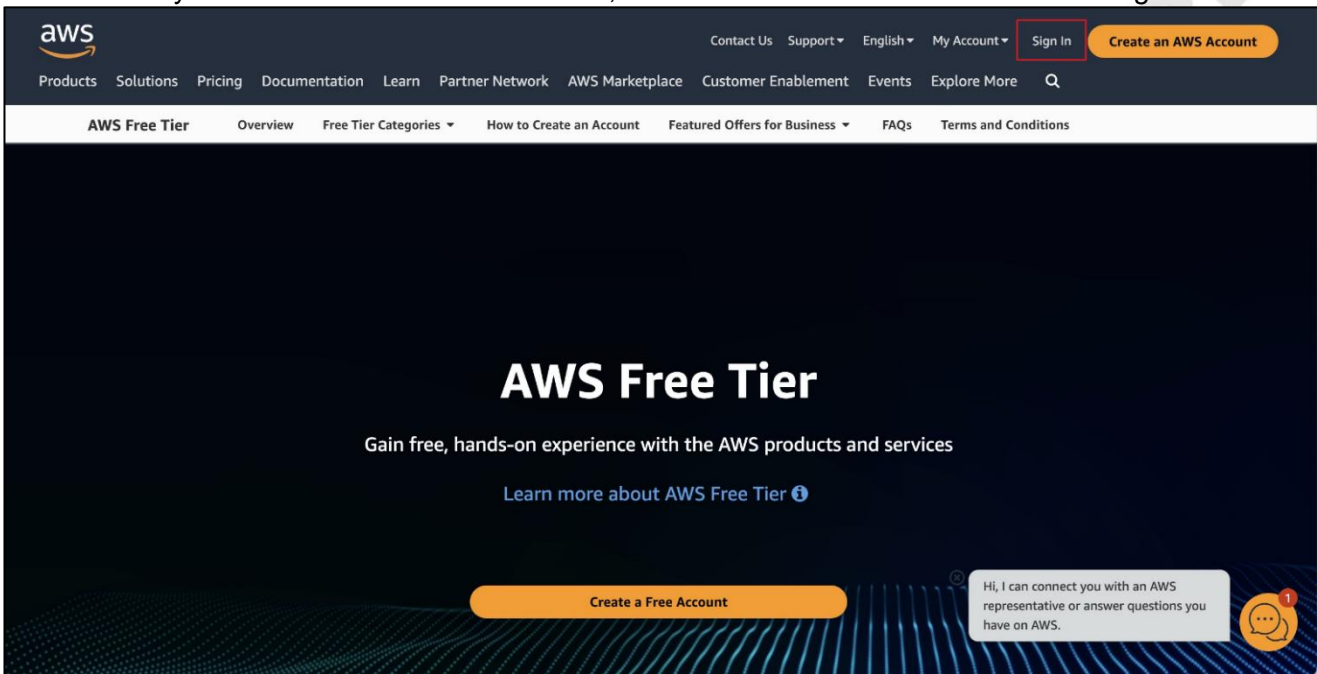 aws
Contact Us Support English My Account Sign In Create an AWS Account
Products Solutions Pricing Documentation Learn Partner Network AWS Marketplace Customer Enablement Events Explore More
AWS Free Tier Overview Free Tier Categories How to Create an Account Featured Offers for Business FAQs Terms and Conditions
AWS Free Tier
Gain free, hands-on experience with the AWS products and services
Learn more about AWS Free Tier
Create a Free Account
Hi, I can connect you with an AWS
representative or answer questions you
have on AWS.
1